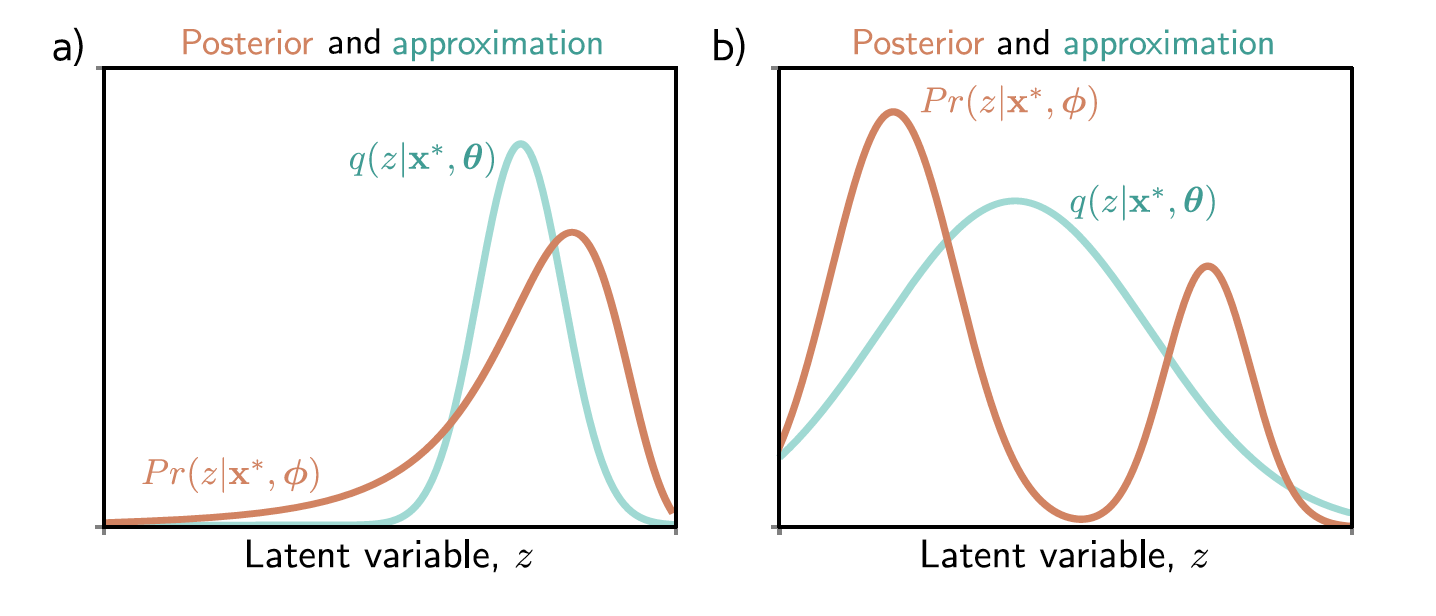 a) Posterior and approximation
q(z|x*, θ)
Pr(z|x*, ϕ)
Latent variable, z
b) Posterior and approximation
Pr(z|x*, ϕ)
q(z|x*, θ)
Latent variable, z